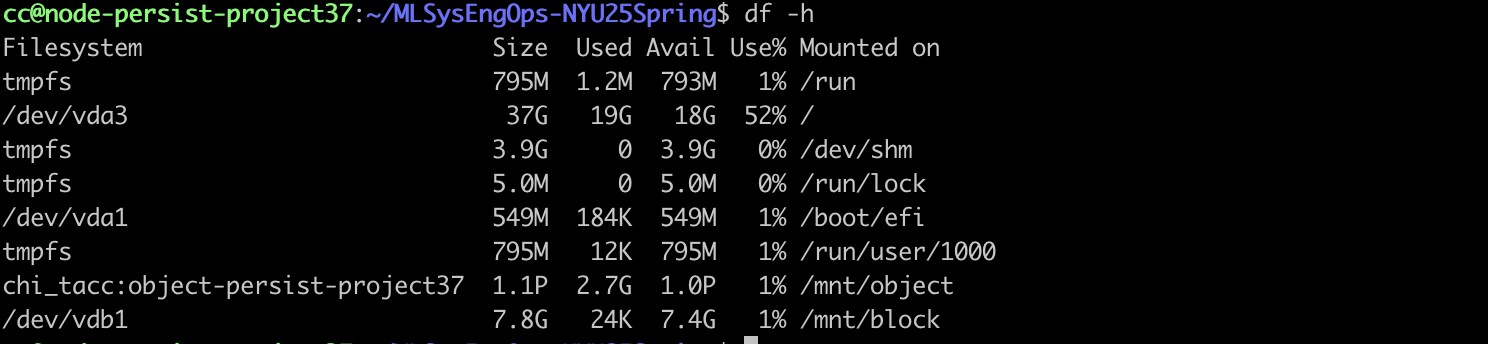 cc@node-persist-project37:~/MLSysEngOps-NYU25Spring$ df -h
Filesystem                        Size  Used Avail Use% Mounted on
tmpfs                             795M  1.2M  793M   1% /run
/dev/vda3                          37G   19G   18G  52% /
tmpfs                             3.9G     0  3.9G   0% /dev/shm
tmpfs                             5.0M     0  5.0M   0% /run/lock
/dev/vda1                         549M  184K  549M   1% /boot/efi
tmpfs                             795M   12K  795M   1% /run/user/1000
chi_tacc:object-persist-project37  1.1P  2.7G  1.0P   1% /mnt/object
/dev/vdb1                         7.8G   24K  7.4G   1% /mnt/block